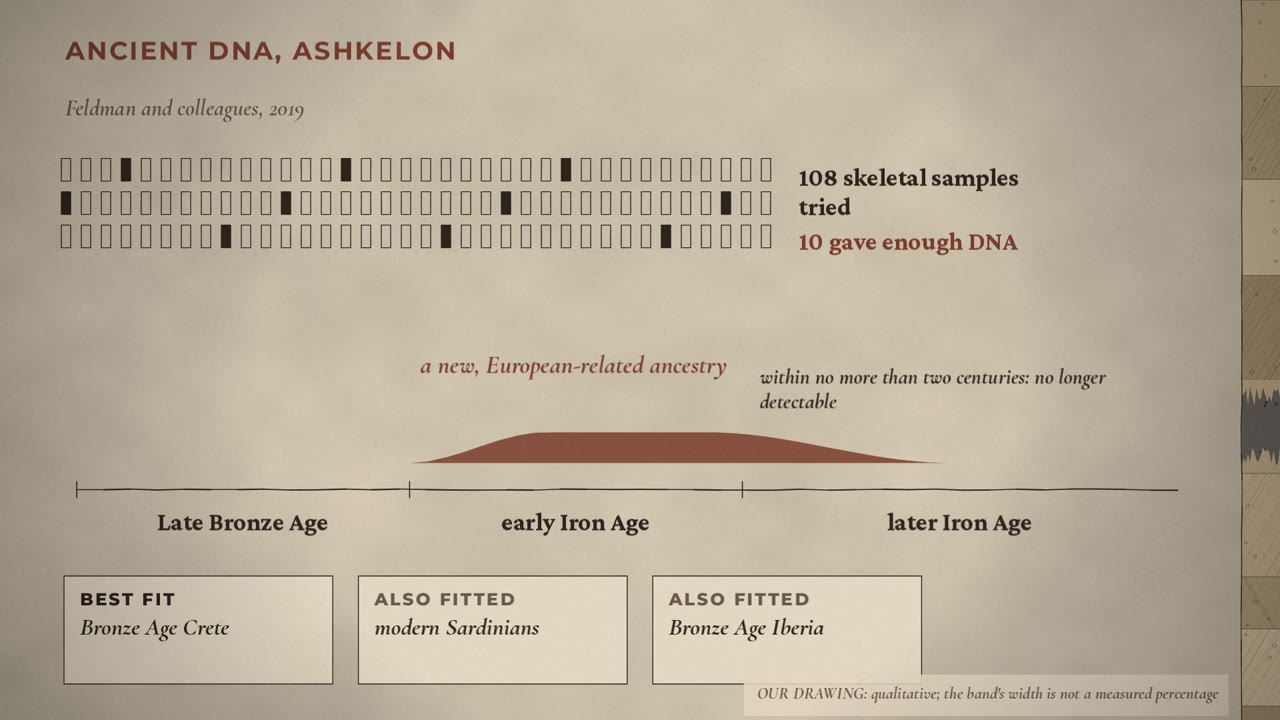 ANCIENT DNA, ASHKELON
Feldman and colleagues, 2019
108 skeletal samples
tried
10 gave enough DNA
a new, European-related ancestry
within no more than two centuries: no longer
detectable
Late Bronze Age
early Iron Age
later Iron Age
BEST FIT
Bronze Age Crete
ALSO FITTED
modern Sardinians
ALSO FITTED
Bronze Age Iberia
OUR DRAWING: qualitative; the band's width is not a measured percentage